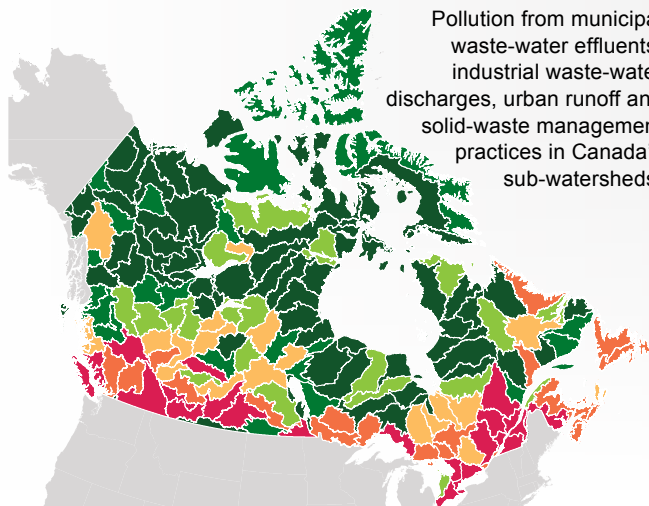 Pollution from municipa
waste-water effluents
industrial waste-wate
discharges, urban runoff an
solid-waste managemen
practices in Canada'
sub-watersheds